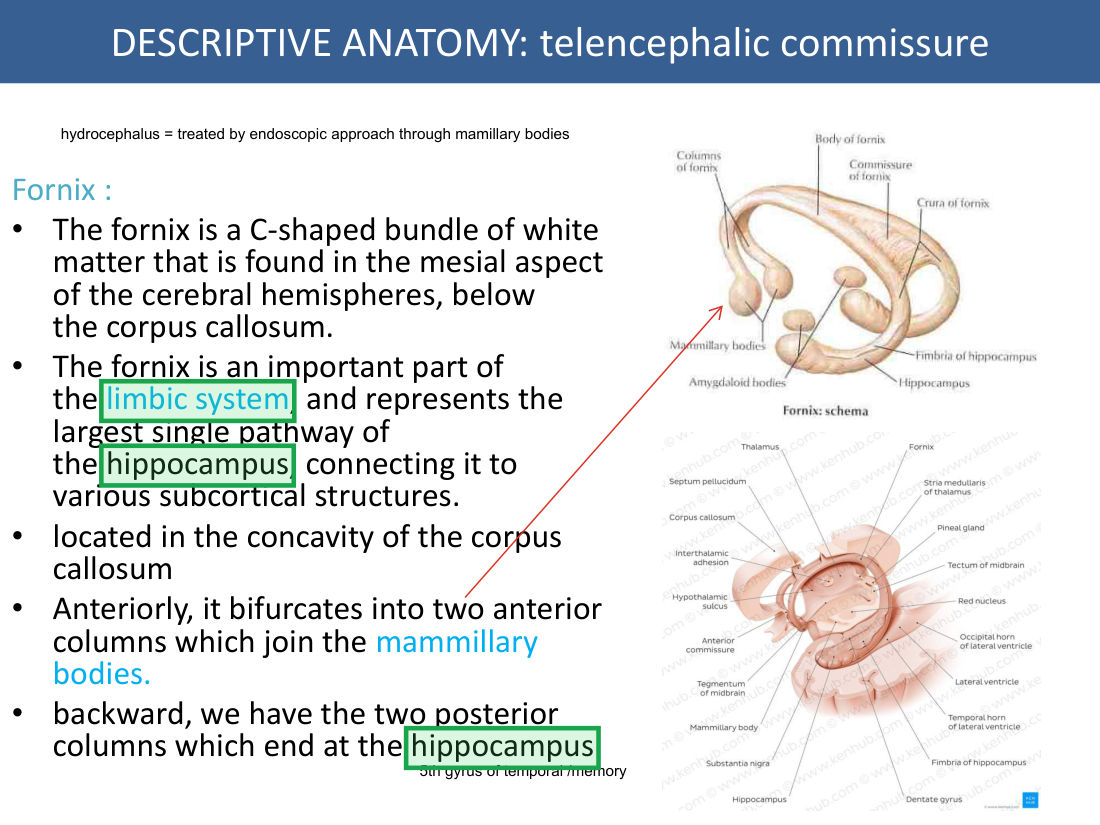 DESCRIPTIVE ANATOMY: telencephalic commissure
hydrocephalus = treated by endoscopic approach through mamillary bodies
Fornix :
• The fornix is a C-shaped bundle of white
matter that is found in the mesial aspect
of the cerebral hemispheres, below
the corpus callosum.
• The fornix is an important part of
the limbic system, and represents the
largest single pathway of
the hippocampus, connecting it to
various subcortical structures.
• located in the concavity of the corpus
callosum
• Anteriorly, it bifurcates into two anterior
columns which join the mammillary
bodies.
• backward, we have the two posterior
columns which end at the hippocampus
5th gyrus of temporal /memory
Body of fornix
Columns
of fornix
Commissure
of fornix
Crura of fornix
Mammillary bodies
Fimbria of hippocampus
Amygdaloid bodies
Hippocampus
Fornix: schema
Thalamus
Fornix
Septum pellucidum
Stria medullaris
of thalamus
Corpus callosum
Pineal gland
Interthalamic
adhesion
Tectum of midbrain
Hypothalamic
sulcus
Red nucleus
Anterior
commissure
Occipital horn
of lateral ventricle
Tegmentum
of midbrain
Lateral ventricle
Mammillary body
Temporal horn
of lateral ventricle
Substantia nigra
Fimbria of hippocampus
Hippocampus
Dentate gyrus
www.kenhub.com
KEN
HUB